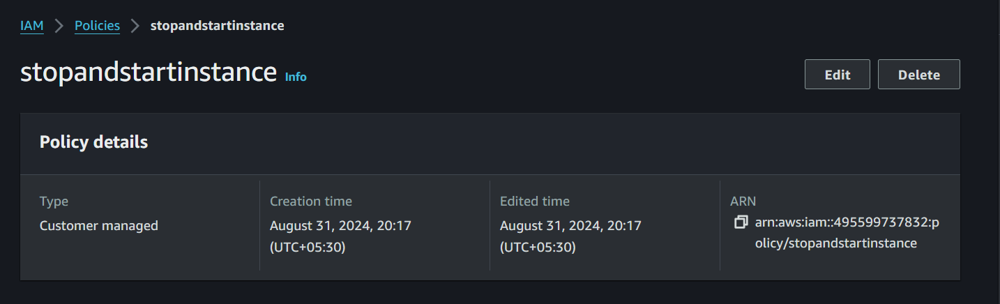 IAM > Policies > stopandstartinstance
stopandstartinstance Info
Edit Delete
Policy details
Type
Customer managed
Creation time
August 31, 2024, 20:17
(UTC+05:30)
Edited time
August 31, 2024, 20:17
(UTC+05:30)
ARN
arn:aws:iam::495599737832:p
olicy/stopandstartinstance